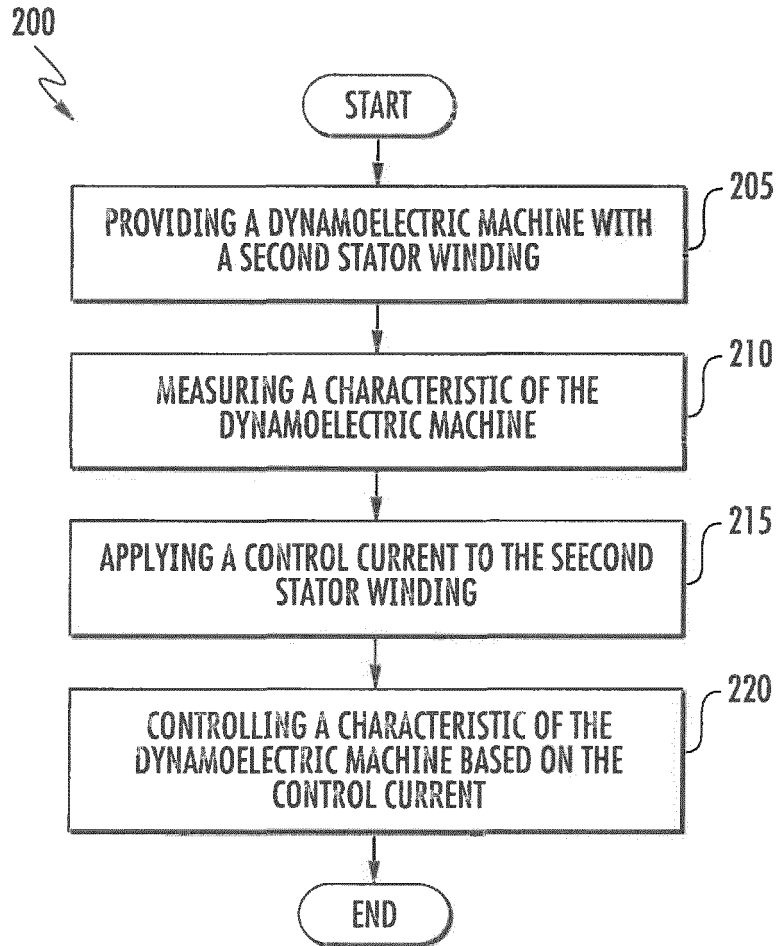 200
START
PROVIDING A DYNAMOELECTRIC MACHINE WITH
A SECOND STATOR WINDING
205
MEASURING A CHARACTERISTIC OF THE
DYNAMOELECTRIC MACHINE
210
APPLYING A CONTROL CURRENT TO THE SEECOND
STATOR WINDING
215
CONTROLLING A CHARACTERISTIC OF THE
DYNAMOELECTRIC MACHINE BASED ON THE
CONTROL CURRENT
220
END